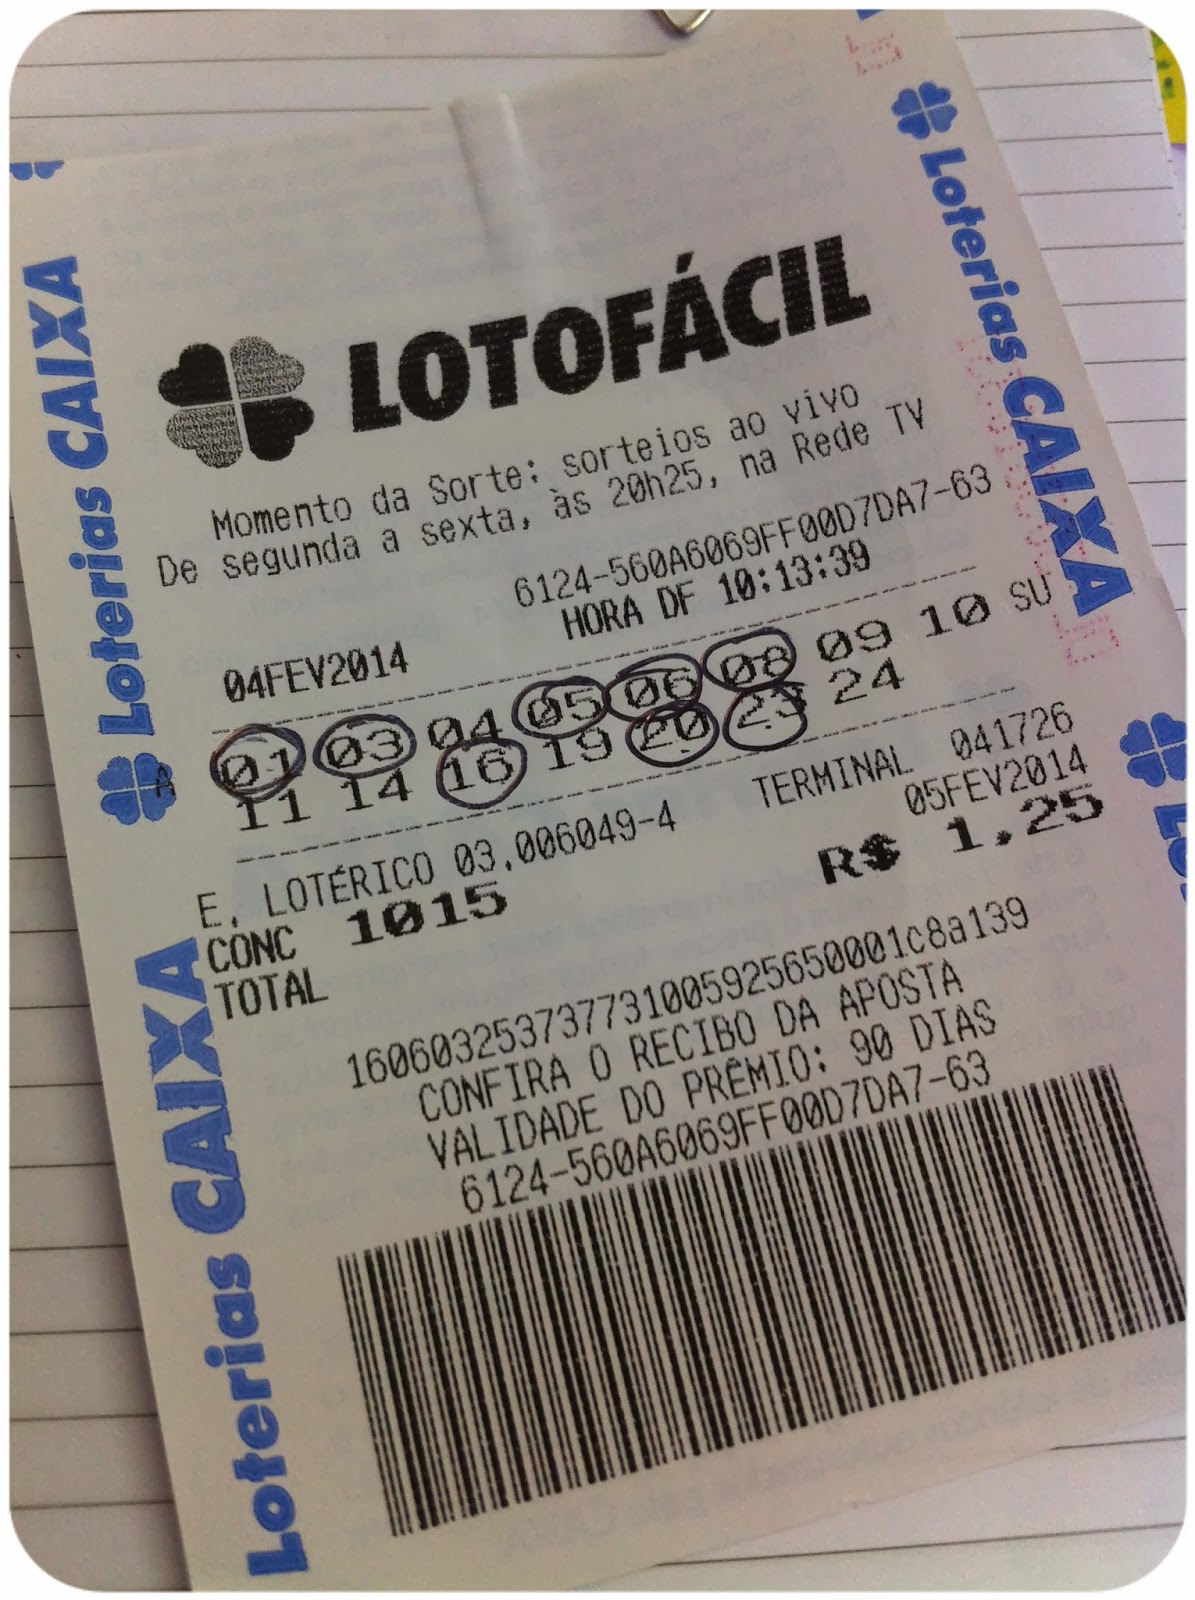 Loterias CAIXA
Loterias CAIXA
Loterias CAIXA
LOTOFÁCIL
Momento da Sorte: sorteios ao vivo
De segunda a sexta, às 20h25, na Rede TV
6124-560A6069FF00D7DA7-63
04FEV2014 HORA DF 10:13:39
A 01 03 04 05 06 08 09 10 SU
11 14 16 19 20 23 24
E. LOTÉRICO 03.006049-4 TERMINAL 041726
CONC 1015 05FEV2014
TOTAL R$ 1,25
160603253737731005925650001c8a139
CONFIRA O RECIBO DA APOSTA
VALIDADE DO PRÊMIO: 90 DIAS
6124-560A6069FF00D7DA7-63